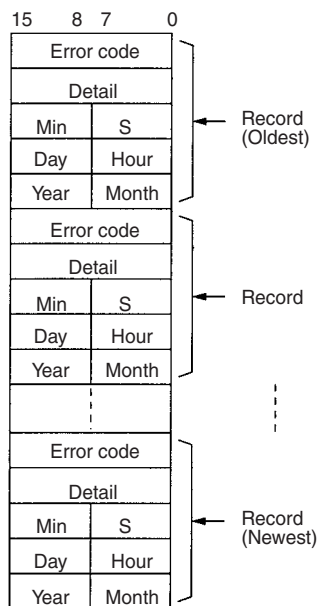 15 8 7 0
Error code
Detail
Min S
Day Hour
Year Month
Record
(Oldest)
Error code
Detail
Min S
Day Hour
Year Month
Record
Error code
Detail
Min S
Day Hour
Year Month
Record
(Newest)